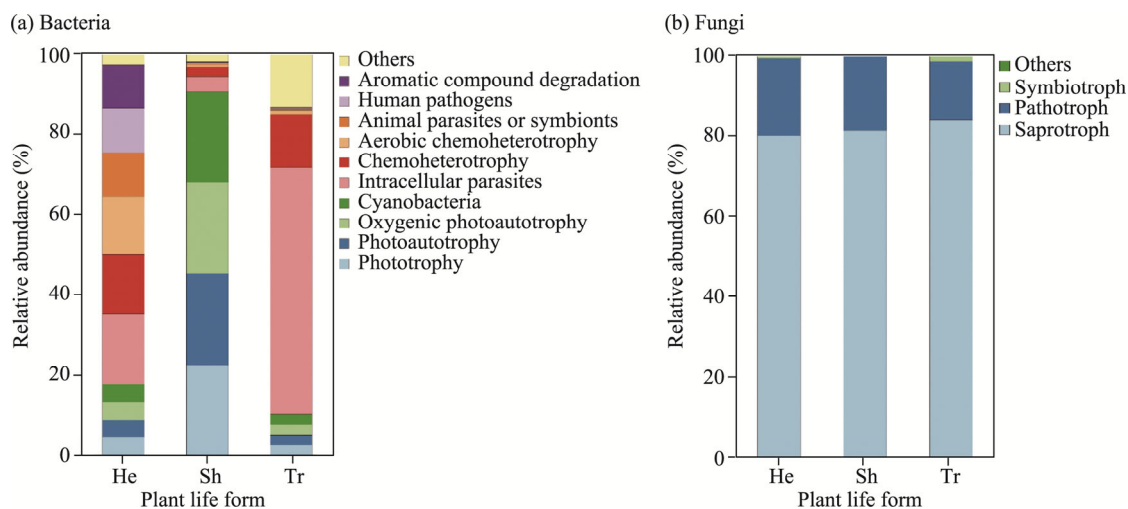 (a) Bacteria
100
80
60
40
20
0
Relative abundance (%)
He Sh Tr
Plant life form
Others
Aromatic compound degradation
Human pathogens
Animal parasites or symbionts
Aerobic chemoheterotrophy
Chemoheterotrophy
Intracellular parasites
Cyanobacteria
Oxygenic photoautotrophy
Photoautotrophy
Phototrophy
(b) Fungi
100
80
60
40
20
0
Relative abundance (%)
He Sh Tr
Plant life form
Others
Symbiotroph
Pathotroph
Saprotroph